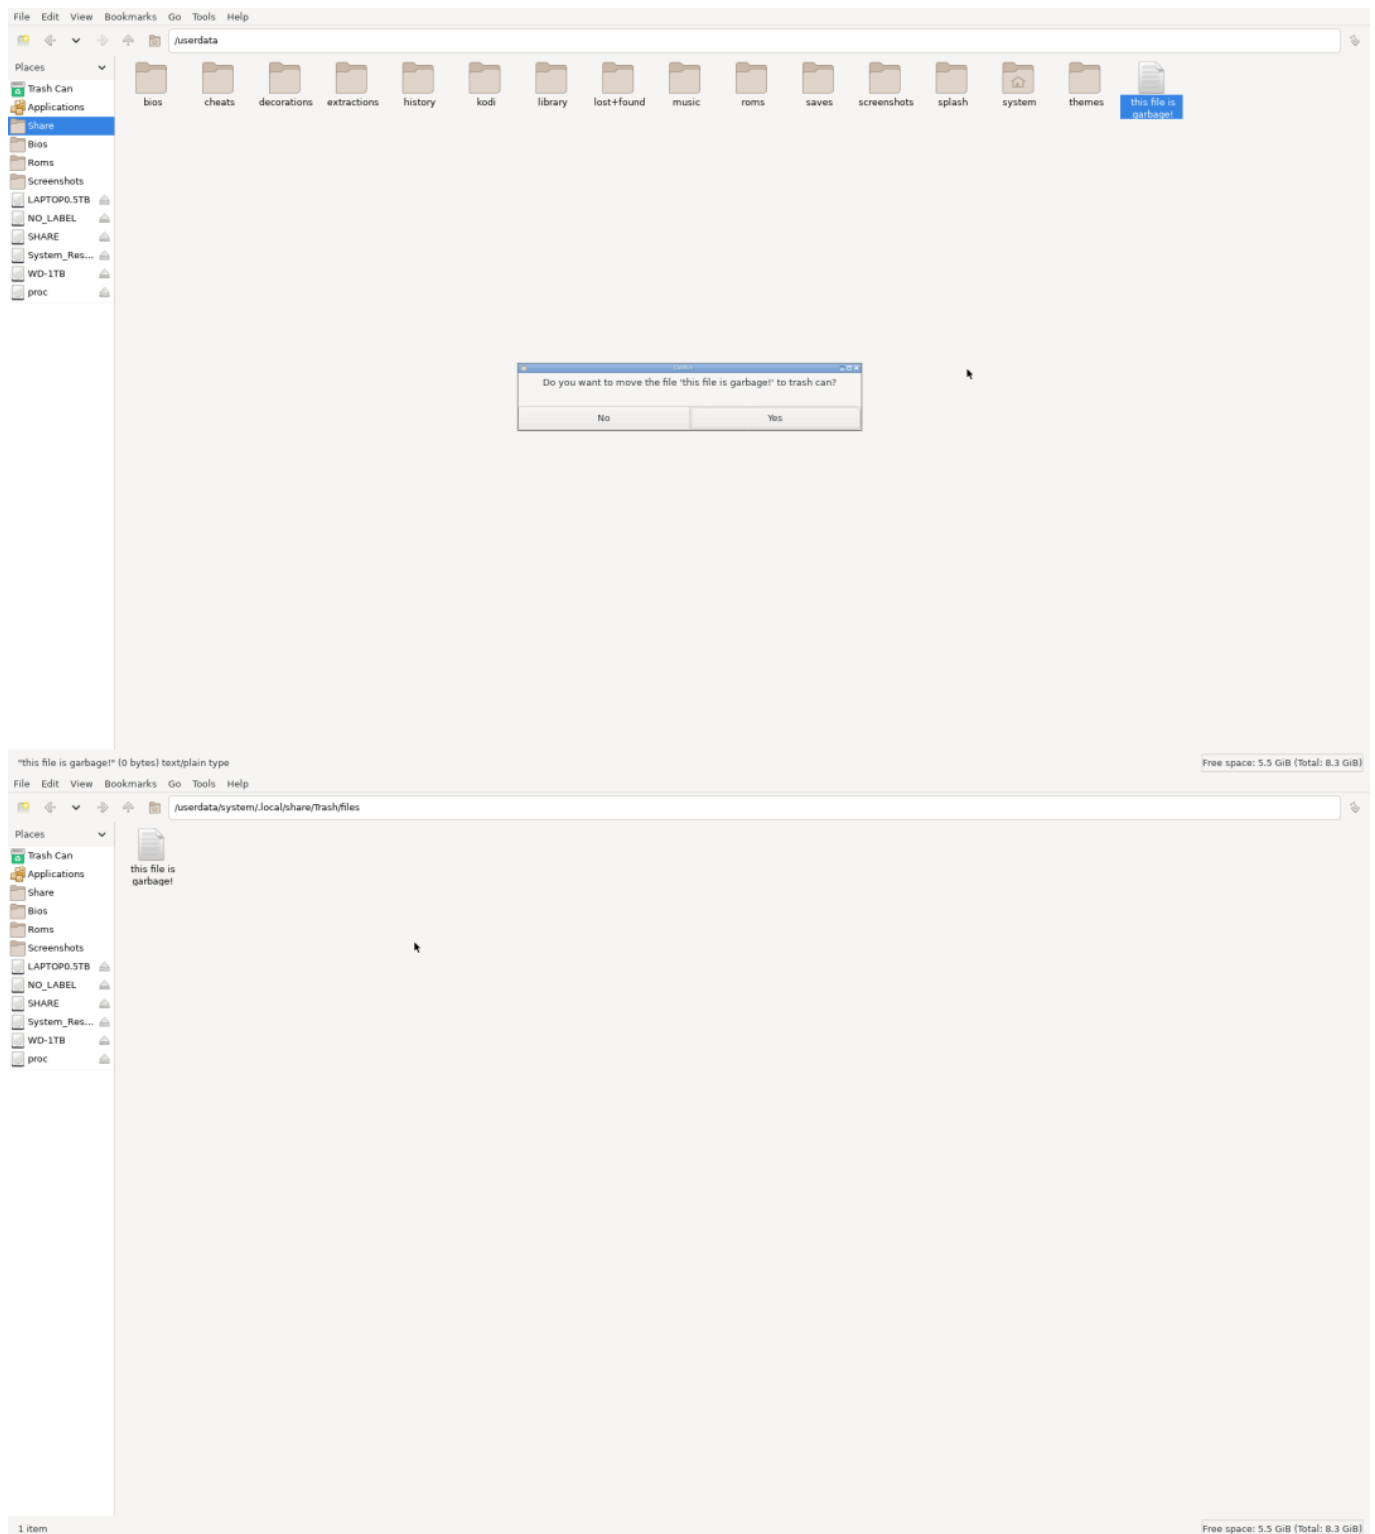 File Edit View Bookmarks Go Tools Help
/userdata
Places
Trash Can
Applications
Share
Bios
Roms
Screenshots
LAPTOP0.5TB
NO_LABEL
SHARE
System_Res...
WD-1TB
proc
bios cheats decorations extractions history kodi library lost+found music roms saves screenshots splash system themes this file is
garbage!
Do you want to move the file 'this file is garbage!' to trash can?
No Yes
"this file is garbage!" (0 bytes) text/plain type Free space: 5.5 GiB (Total: 8.3 GiB)
File Edit View Bookmarks Go Tools Help
/userdata/system/.local/share/Trash/files
Places
Trash Can
Applications
Share
Bios
Roms
Screenshots
LAPTOP0.5TB
NO_LABEL
SHARE
System_Res...
WD-1TB
proc
this file is
garbage!
1 item Free space: 5.5 GiB (Total: 8.3 GiB)